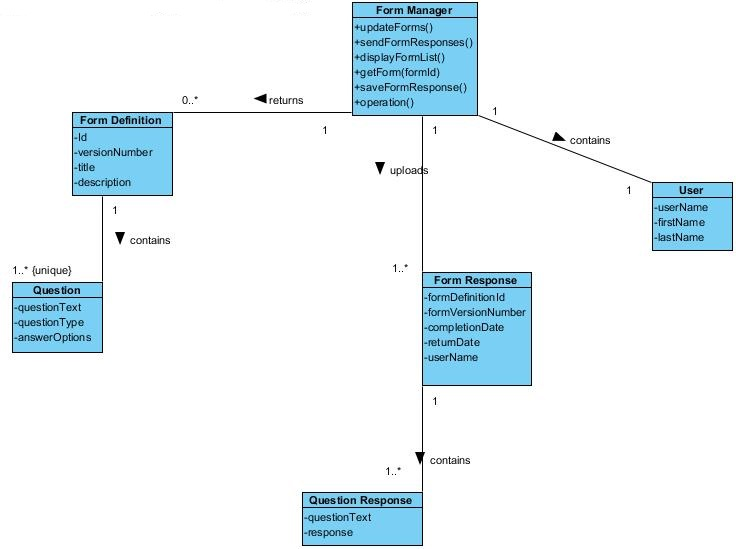 Form Manager
+updateForms()
+sendFormResponses()
+displayFormList()
+getForm(formId)
+saveFormResponse()
+operation()
0..*
returns
1
1
1
contains
1
uploads
Form Definition
-Id
-versionNumber
-title
-description
1
contains
1..* {unique}
Question
-questionText
-questionType
-answerOptions
User
-userName
-firstName
-lastName
1..*
Form Response
-formDefinitionId
-formVersionNumber
-completionDate
-returnDate
-userName
1
contains
1..*
Question Response
-questionText
-response